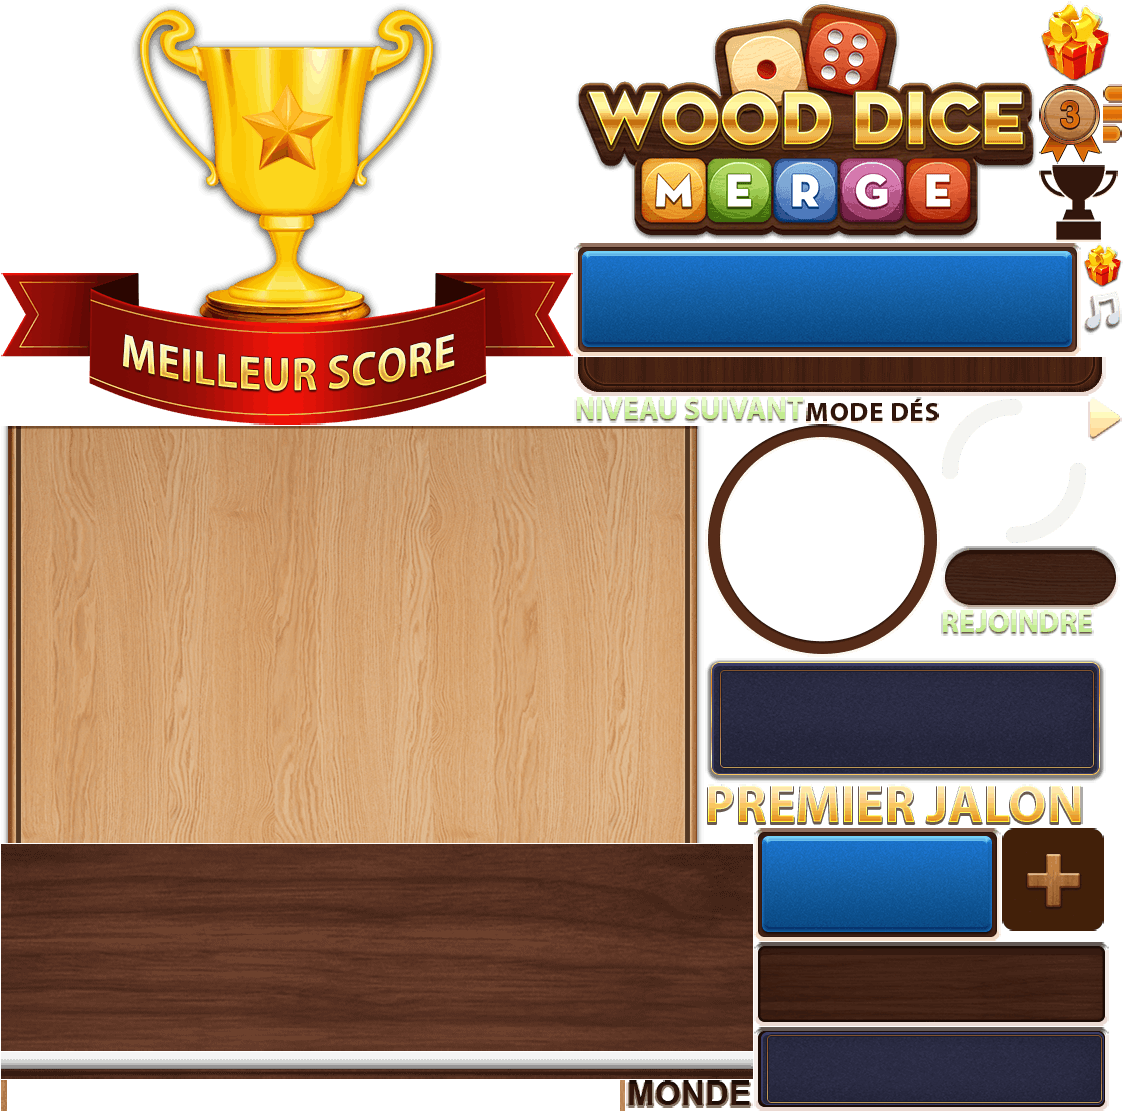 WOOD DICE
MERGE
3
MEILLEUR SCORE
NIVEAU SUIVANT
MODE DÉS
REJOINDRE
PREMIER JALON
MONDE